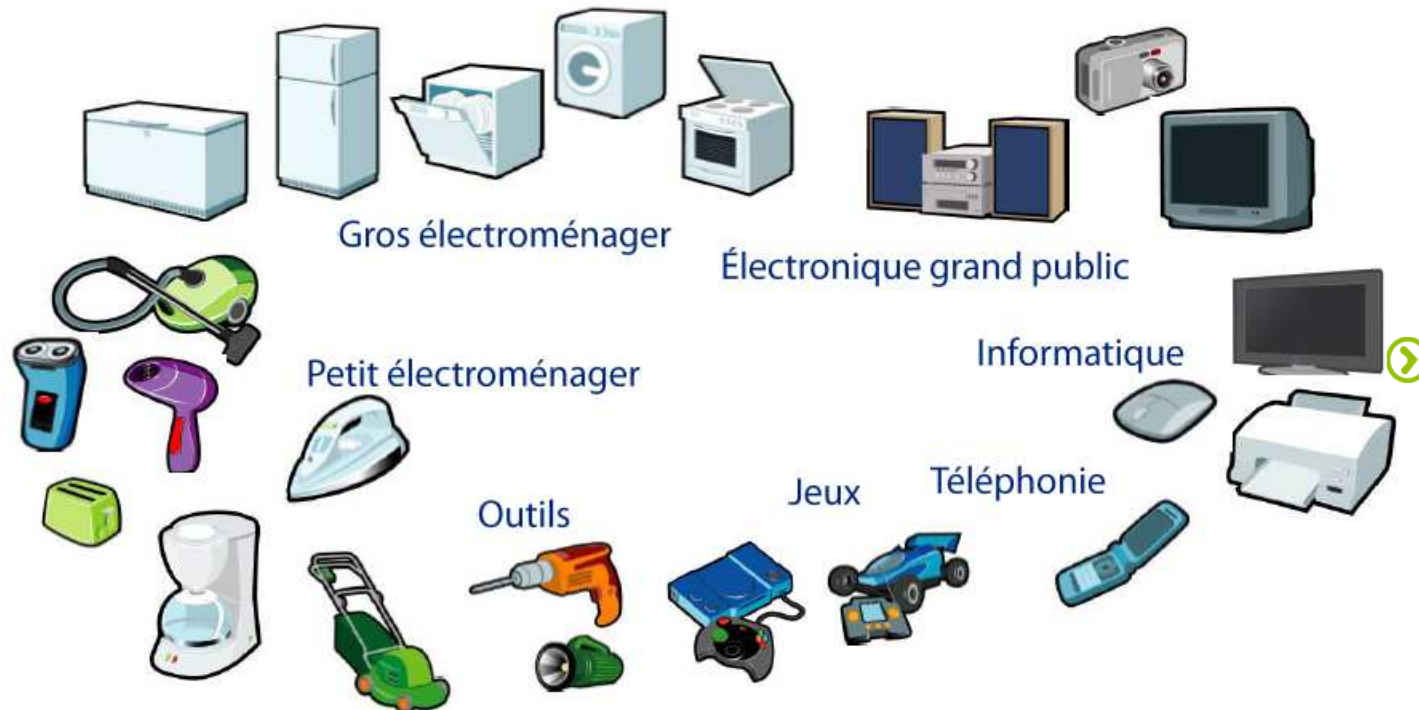 Gros électroménager
Électronique grand public
Informatique
Petit électroménager
Téléphonie
Jeux
Outils